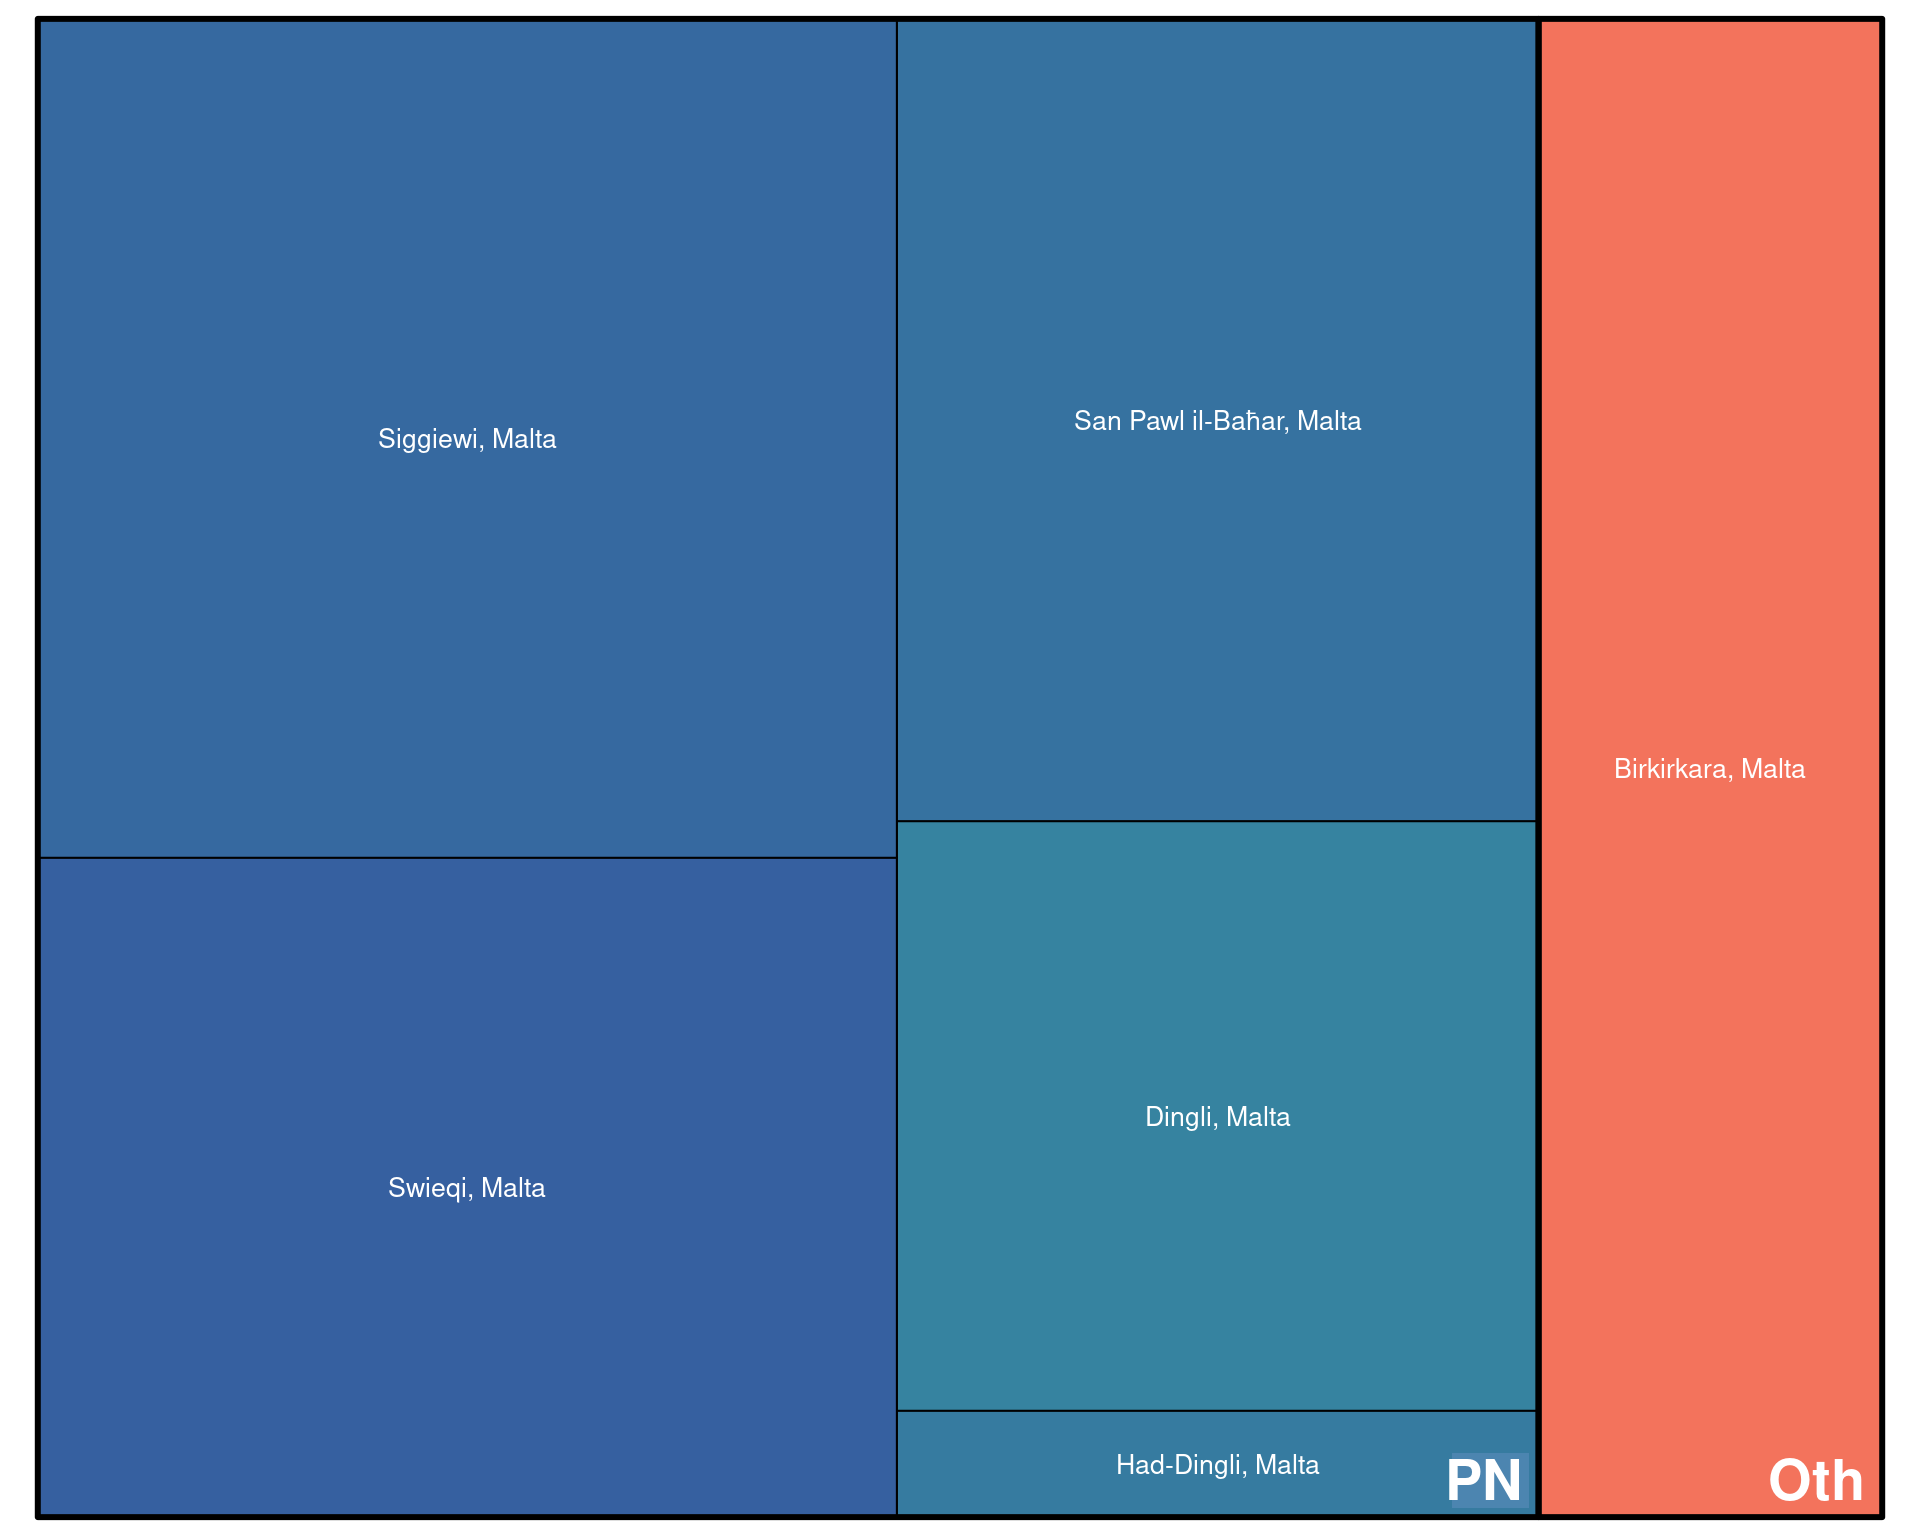 Siggiewi, Malta
San Pawl il-Baħar, Malta
Birkirkara, Malta
Swieqi, Malta
Dingli, Malta
Had-Dingli, Malta
PN
Oth